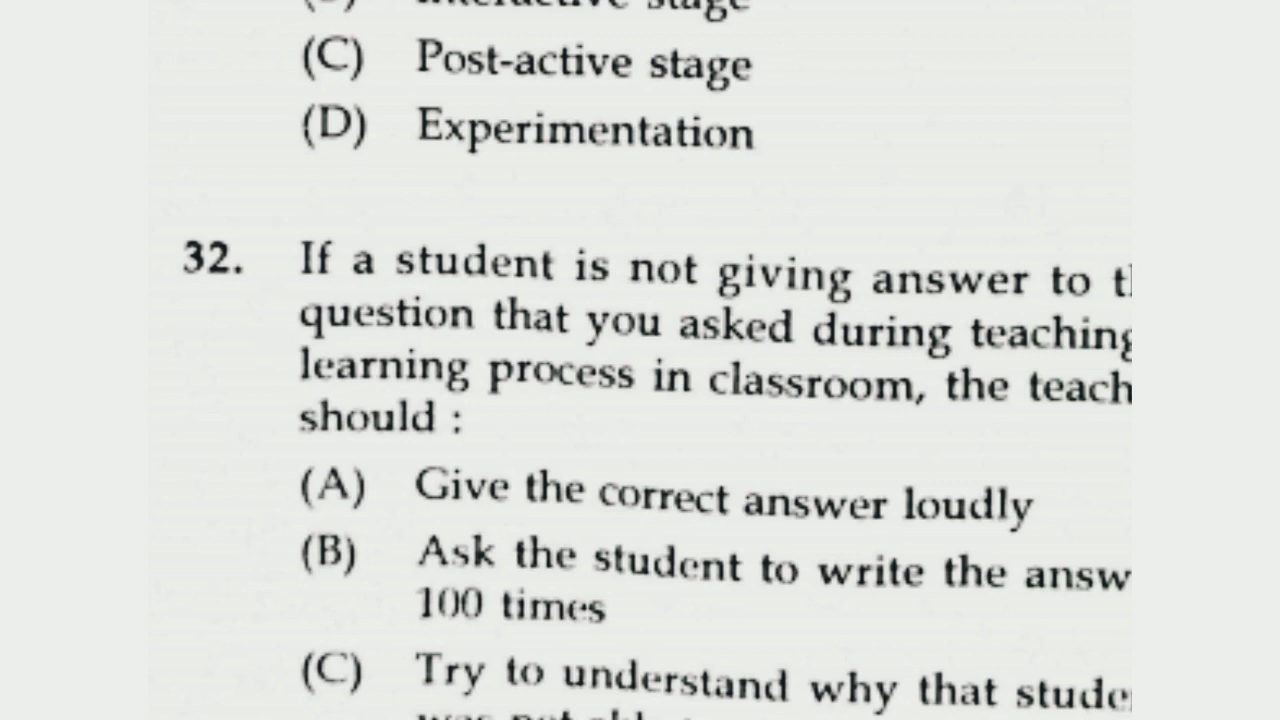 Interactive stage
(C) Post-active stage
(D) Experimentation
32. If a student is not giving answer to
question that you asked during teaching
learning process in classroom, the teach
should :
(A) Give the correct answer loudly
(B) Ask the student to write the answ
100 times
(C) Try to understand why that stude